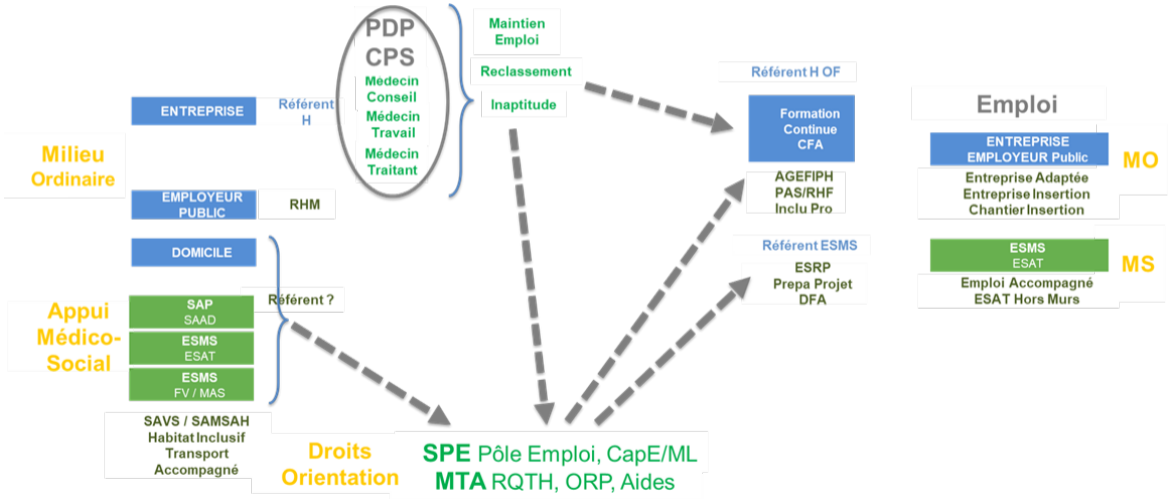 PDP
CPS
Médecin
Conseil
Médecin
Travail
Médecin
Traitant
Maintien
Emploi
Reclassement
Inaptitude
Milieu
Ordinaire
ENTREPRISE
Référent
H
EMPLOYEUR
PUBLIC
RHM
DOMICILE
Appui
Médico-
Social
Référent ?
SAP
SAAD
ESMS
ESAT
ESMS
FV / MAS
SAVS / SAMSAH
Habitat Inclusif
Transport
Accompagné
Droits
Orientation
SPE Pôle Emploi, CapE/ML
MTA RQTH, ORP, Aides
Référent H OF
Formation
Continue
CFA
AGEFIPH
PAS/RHF
Inclu Pro
Référent ESMS
ESRP
Prepa Projet
DFA
Emploi
ENTREPRISE
EMPLOYEUR Public
MO
Entreprise Adaptée
Entreprise Insertion
Chantier Insertion
ESMS
ESAT
MS
Emploi Accompagné
ESAT Hors Murs